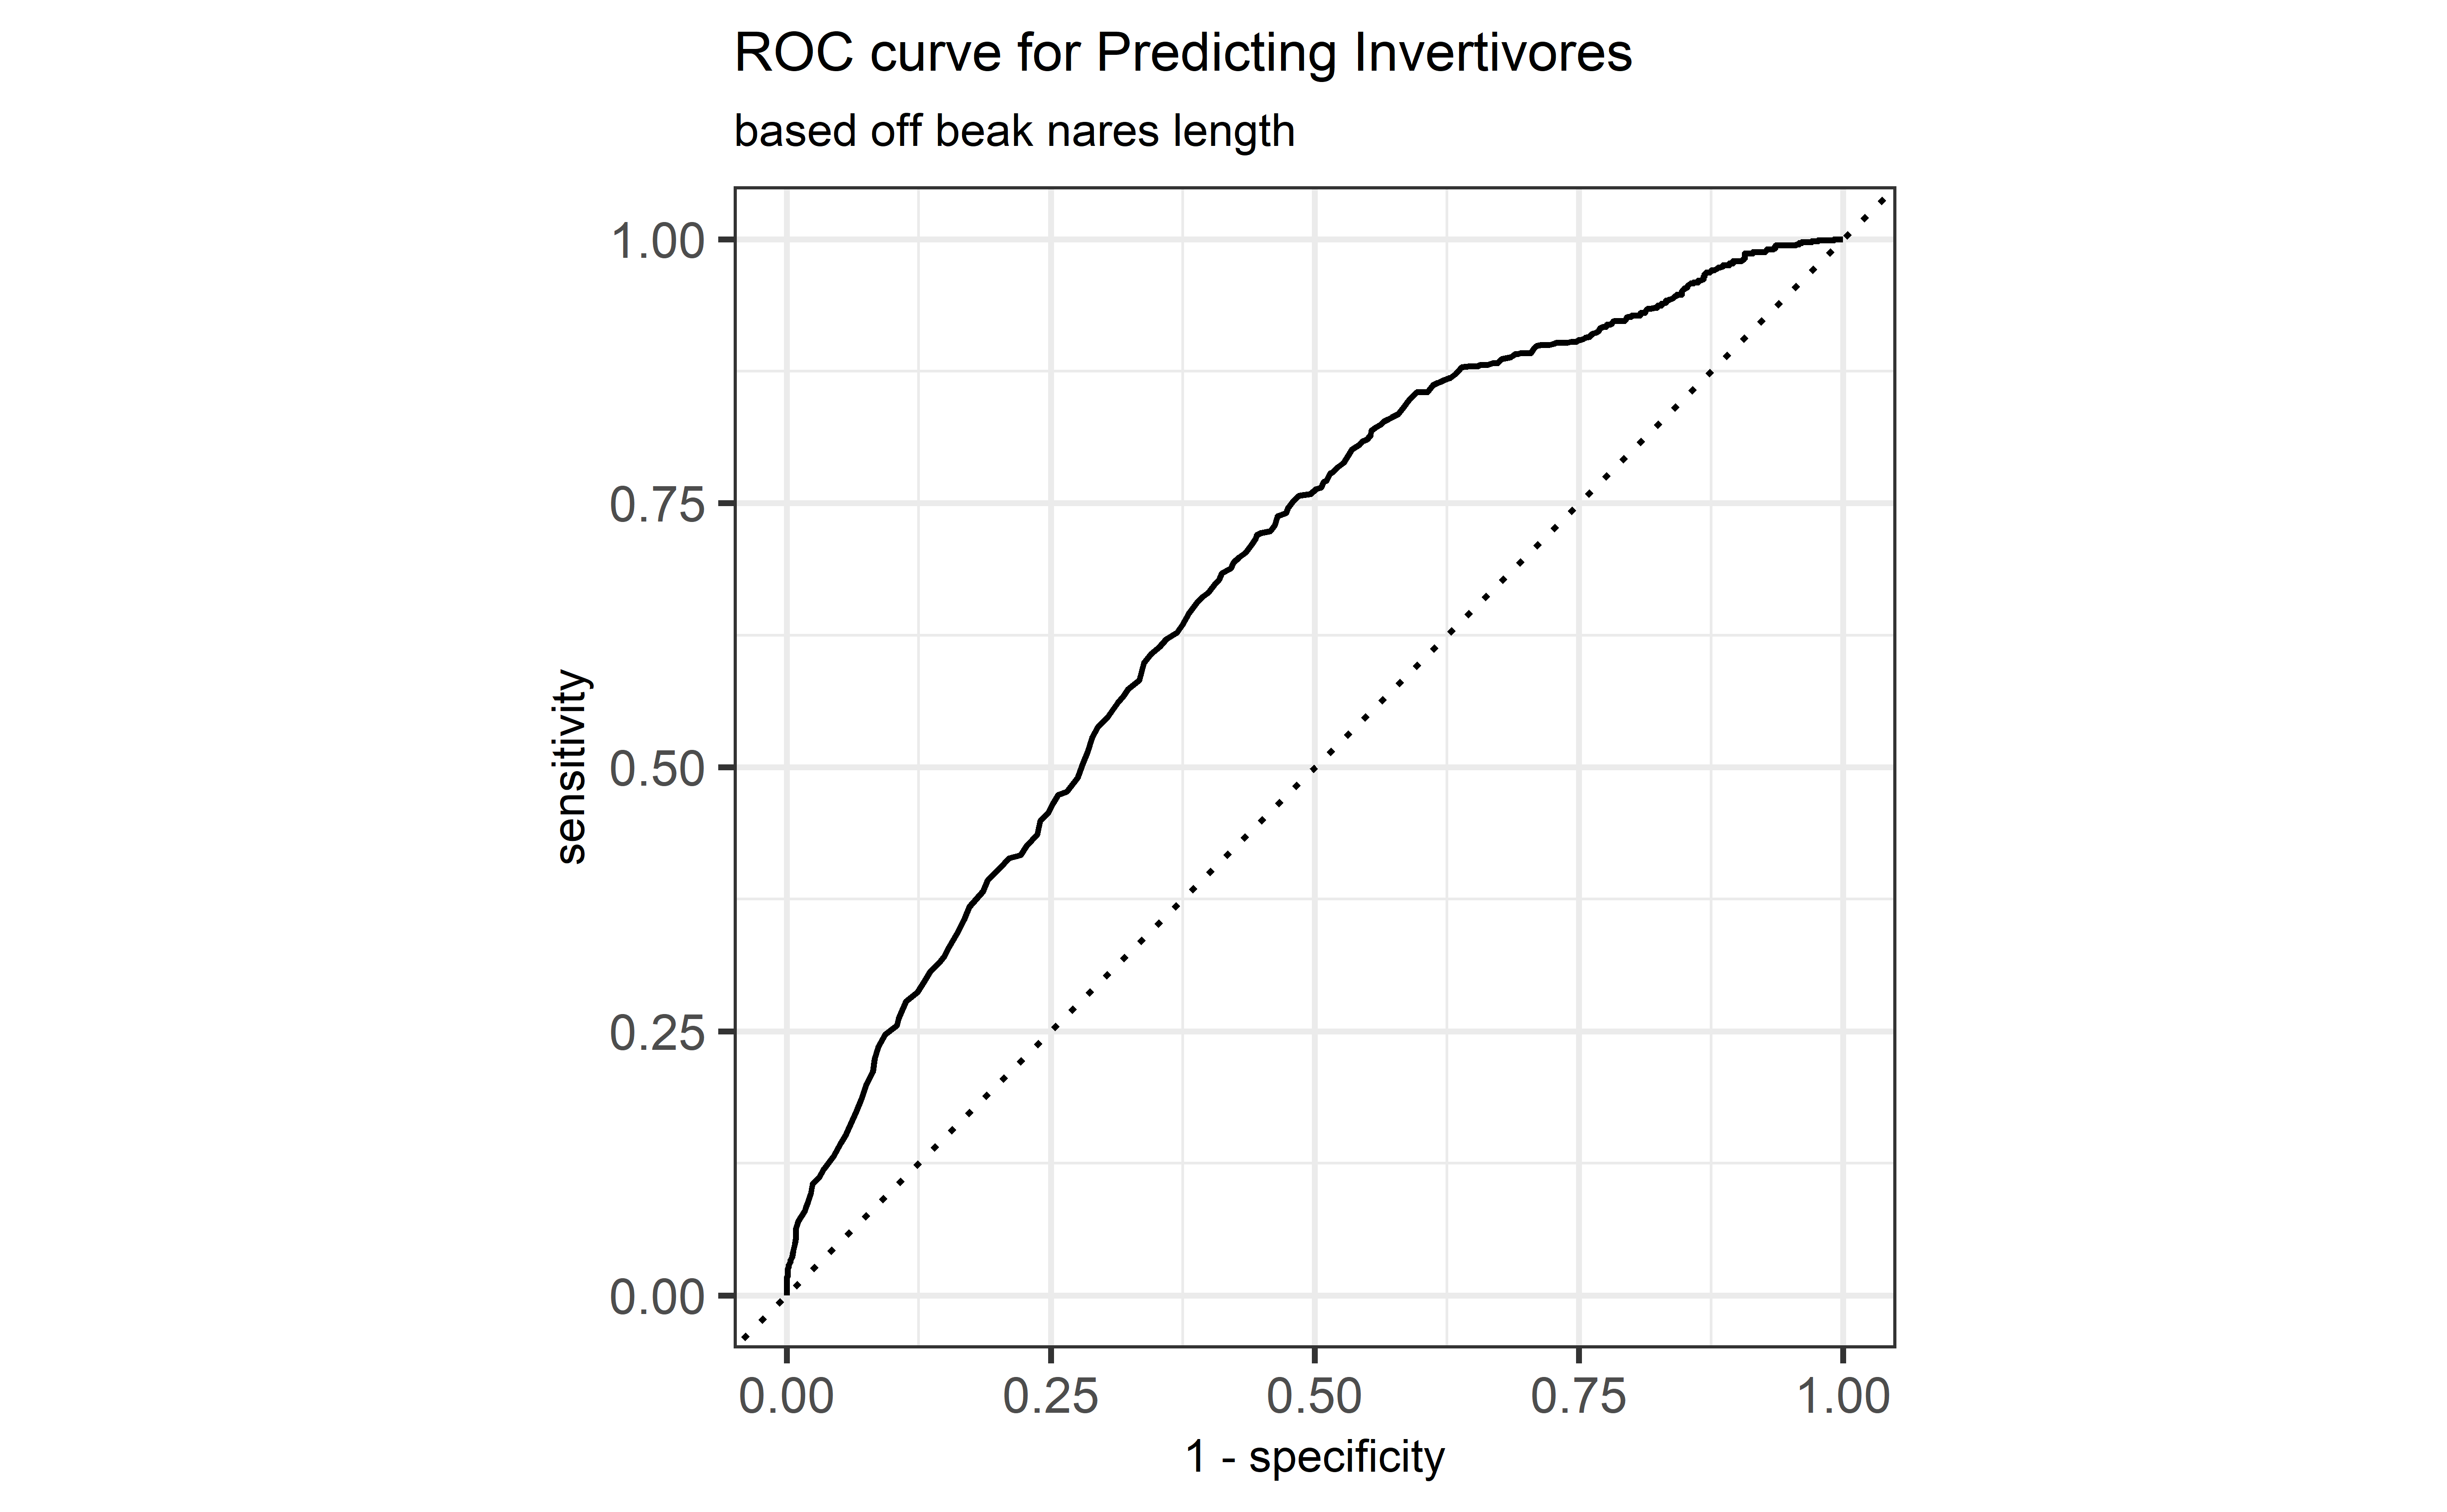 ROC curve for Predicting Invertivores
based off beak nares length
1.00
0.75
0.50
0.25
0.00
sensitivity
0.00 0.25 0.50 0.75 1.00
1 - specificity